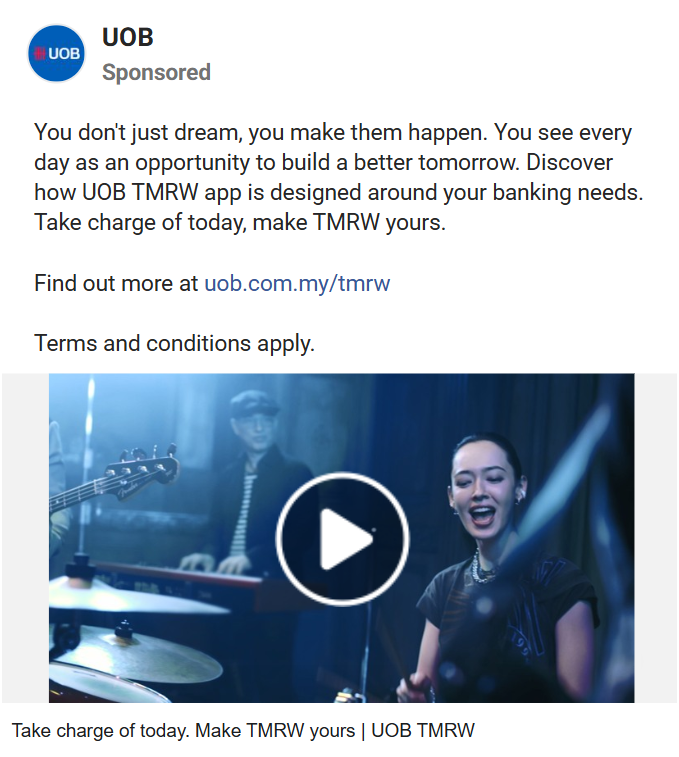 UOB
UOB
Sponsored
You don't just dream, you make them happen. You see every
day as an opportunity to build a better tomorrow. Discover
how UOB TMRW app is designed around your banking needs.
Take charge of today, make TMRW yours.
Find out more at uob.com.my/tmrw
Terms and conditions apply.
Take charge of today. Make TMRW yours | UOB TMRW